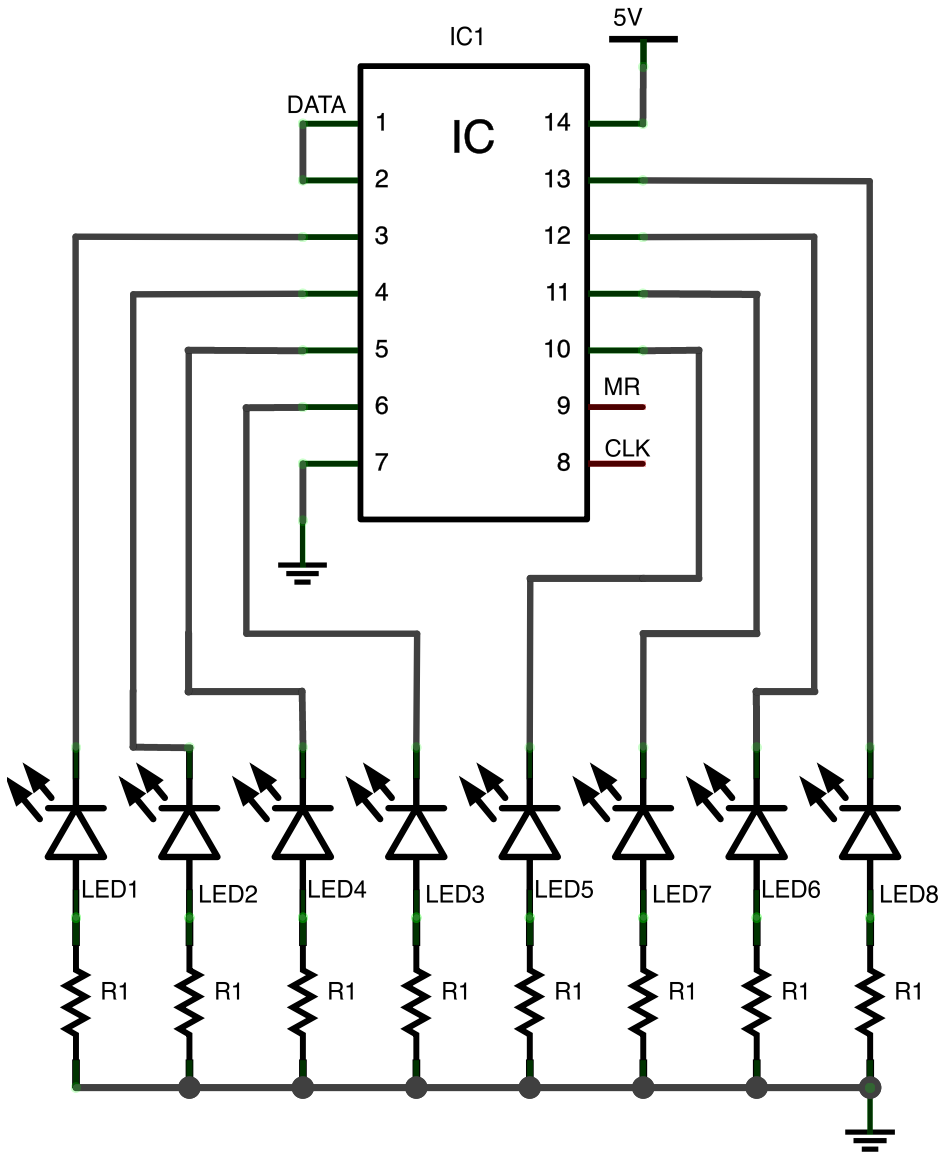 5V
IC1
DATA
IC
1 14
2 13
3 12
4 11
5 10
6 9 MR
7 8 CLK
LED1 LED2 LED4 LED3 LED5 LED7 LED6 LED8
R1 R1 R1 R1 R1 R1 R1 R1